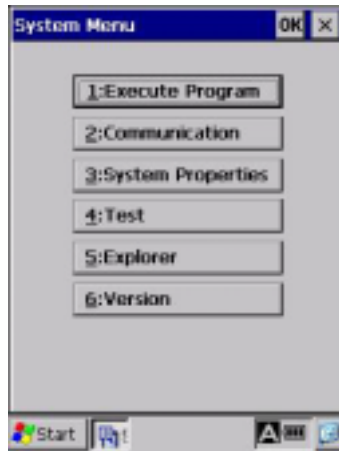 System Menu OK
1:Execute Program
2:Communication
3:System Properties
4:Test
5:Explorer
6:Version
Start
A